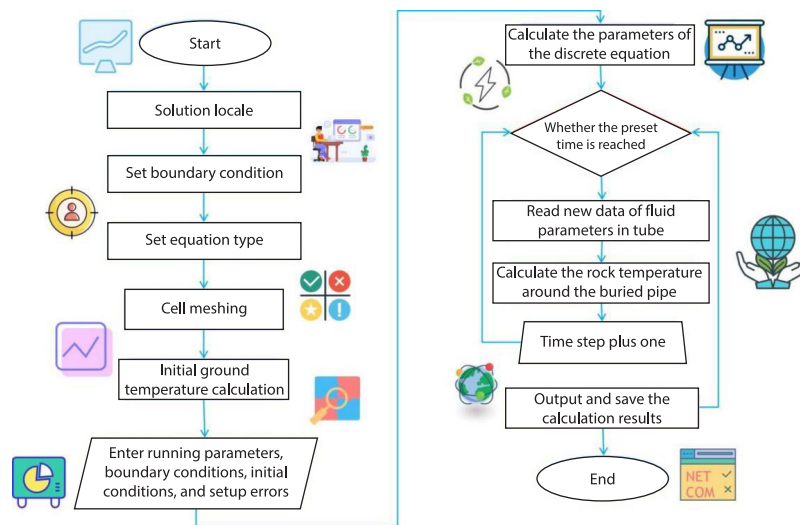 Start
Solution locale
Set boundary condition
Set equation type
Cell meshing
Initial ground
temperature calculation
Enter running parameters,
boundary conditions, initial
conditions, and setup errors
Calculate the parameters of
the discrete equation
Whether the preset
time is reached
Read new data of fluid
parameters in tube
Calculate the rock temperature
around the buried pipe
Time step plus one
Output and save the
calculation results
End
NET
COM